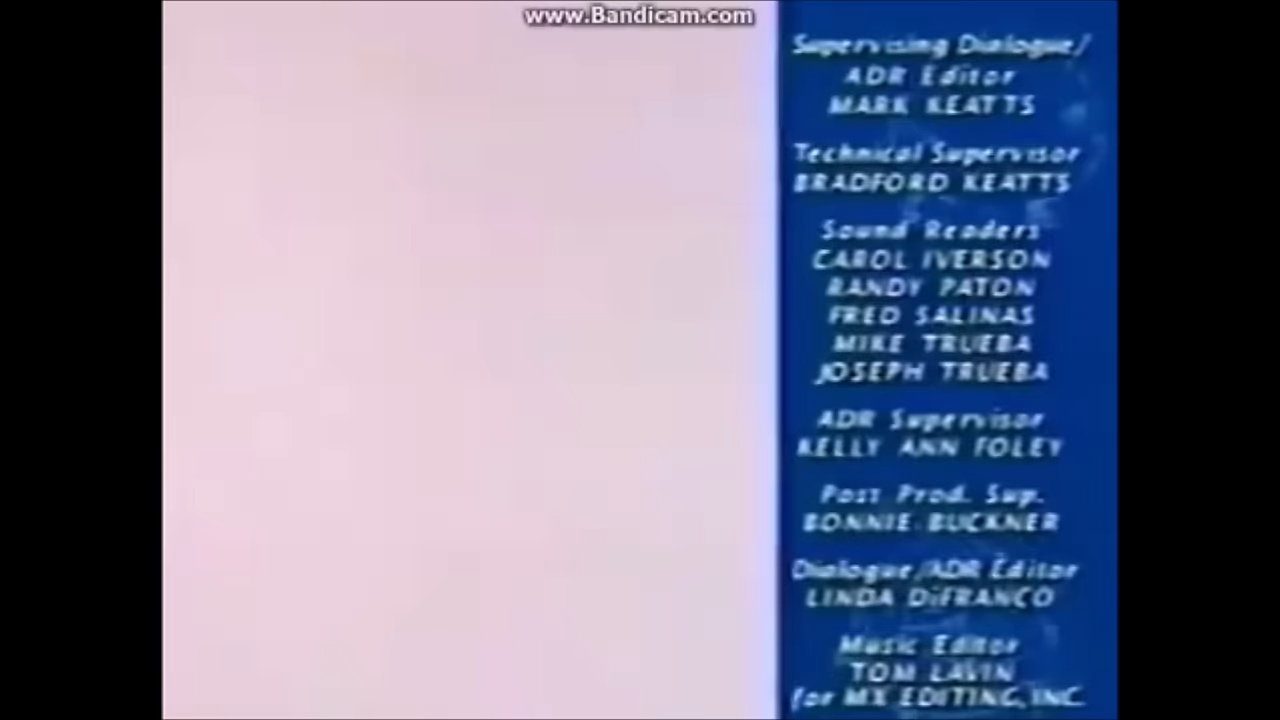 www.Bandicam.com
Supervising Dialogue/
ADR Editor
MARK KEATTS
Technical Supervisor
BRADFORD KEATTS
Sound Readers
CAROL IVERSON
RANDY PATON
FRED SALINAS
MIKE TRUEBA
JOSEPH TRUEBA
ADR Supervisor
KELLY ANN FOLEY
Post Prod. Sup.
BONNIE BUCKNER
Dialogue/ADR Editor
LINDA DiFRANCO
Music Editor
TOM LAVIN
for MX EDITING, INC.